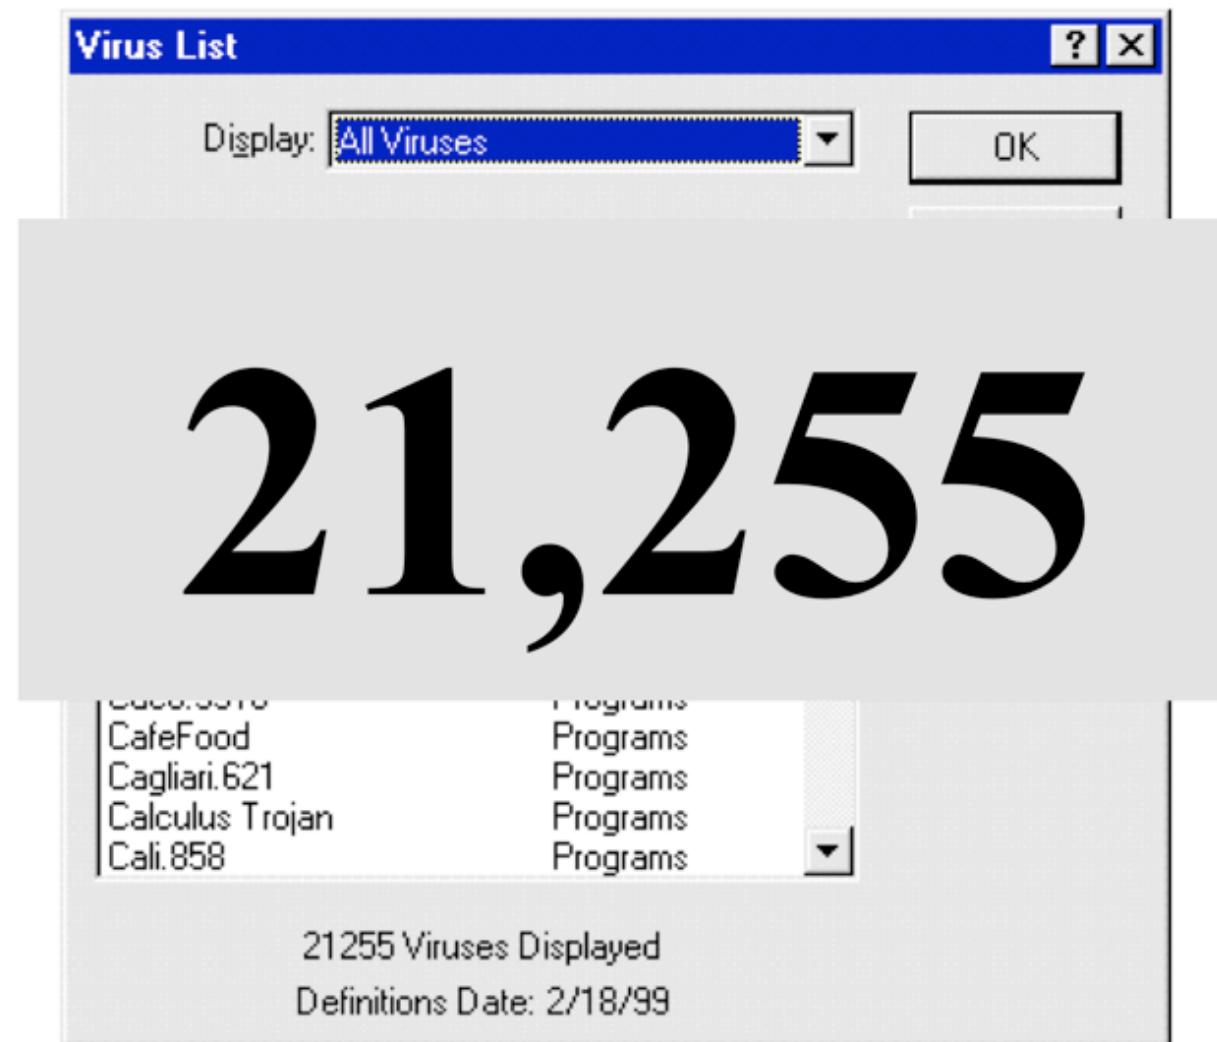 Virus List
Display: All Viruses
OK
21,255
Programs
CafeFood Programs
Cagliari.621 Programs
Calculus Trojan Programs
Cali.858 Programs
21255 Viruses Displayed
Definitions Date: 2/18/99